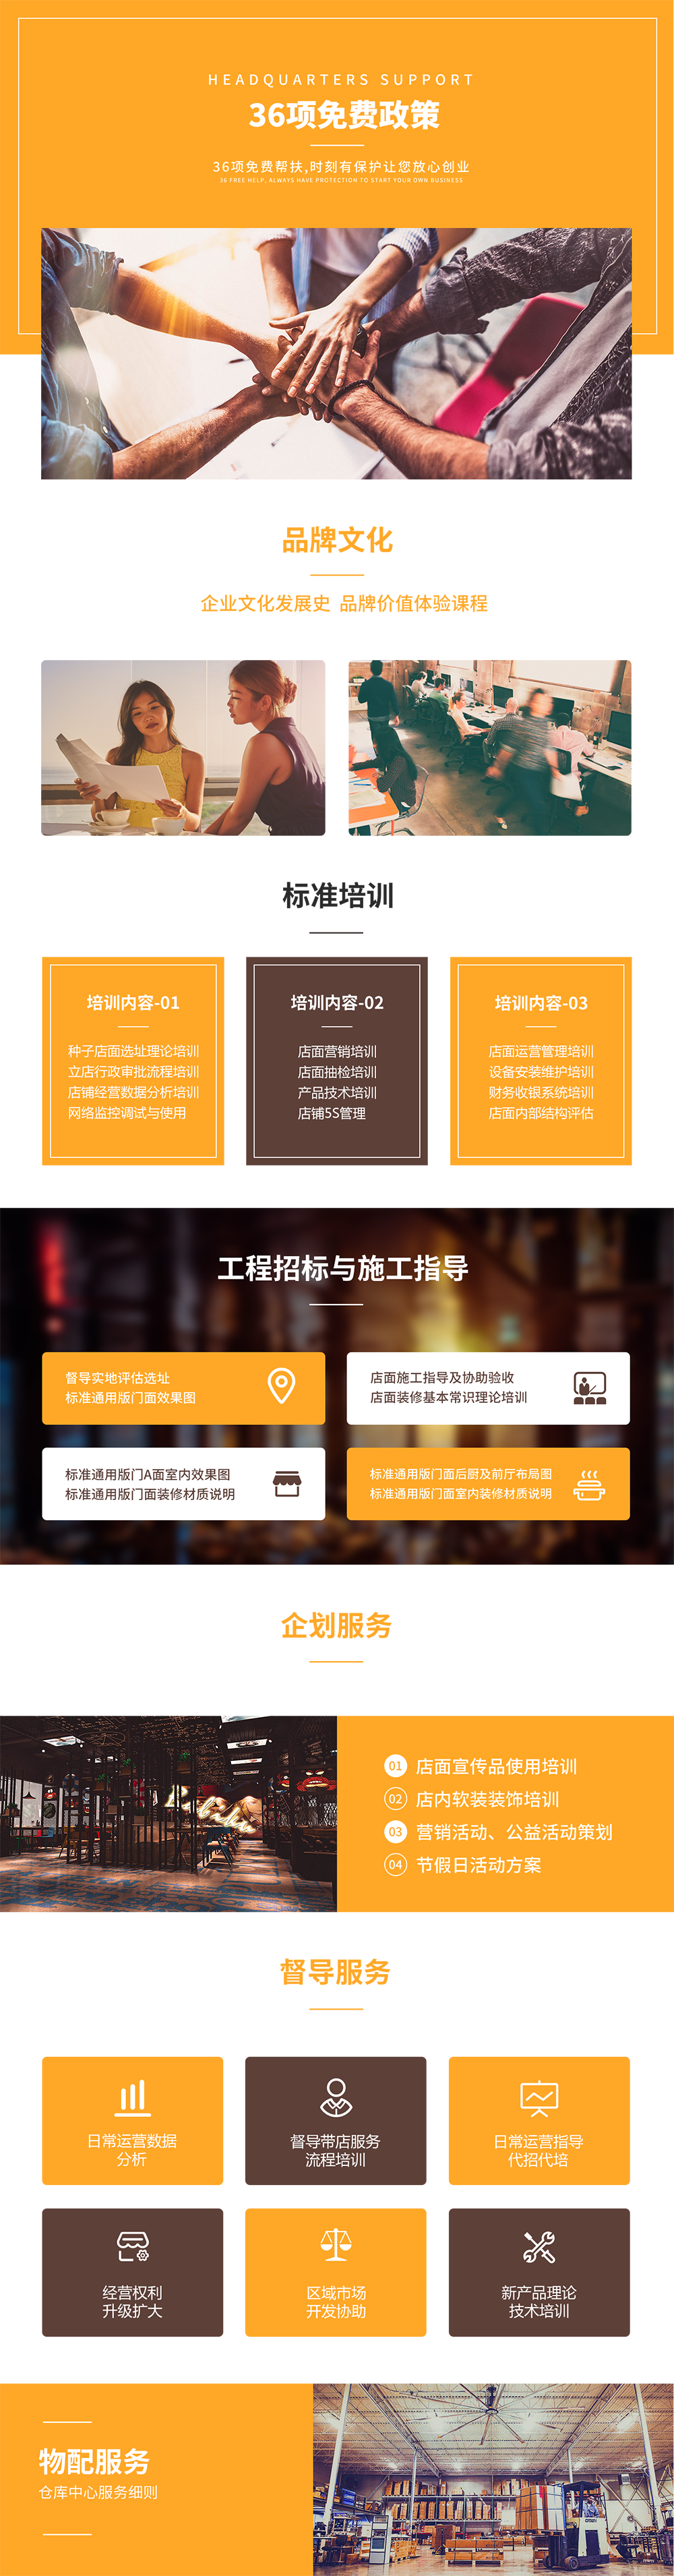 HEADQUARTERS SUPPORT
36项免费政策
36项免费帮扶,时刻有保护让您放心创业
36 FREE HELP, ALWAYS HAVE PROTECTION TO START YOUR OWN BUSINESS
品牌文化
企业文化发展史 品牌价值体验课程
标准培训
培训内容-01
种子店面选址理论培训
立店行政审批流程培训
店铺经营数据分析培训
网络监控调试与使用
培训内容-02
店面营销培训
店面抽检培训
产品技术培训
店铺5S管理
培训内容-03
店面运营管理培训
设备安装维护培训
财务收银系统培训
店面内部结构评估
工程招标与施工指导
督导实地评估选址
标准通用版门面效果图
店面施工指导及协助验收
店面装修基本常识理论培训
标准通用版门A面室内效果图
标准通用版门面装修材质说明
标准通用版门面后厨及前厅布局图
标准通用版门面室内装修材质说明
企划服务
01 店面宣传品使用培训
02 店内软装装饰培训
03 营销活动、公益活动策划
04 节假日活动方案
督导服务
日常运营数据
分析
督导带店服务
流程培训
日常运营指导
代招代培
经营权利
升级扩大
区域市场
开发协助
新产品理论
技术培训
物配服务
仓库中心服务细则